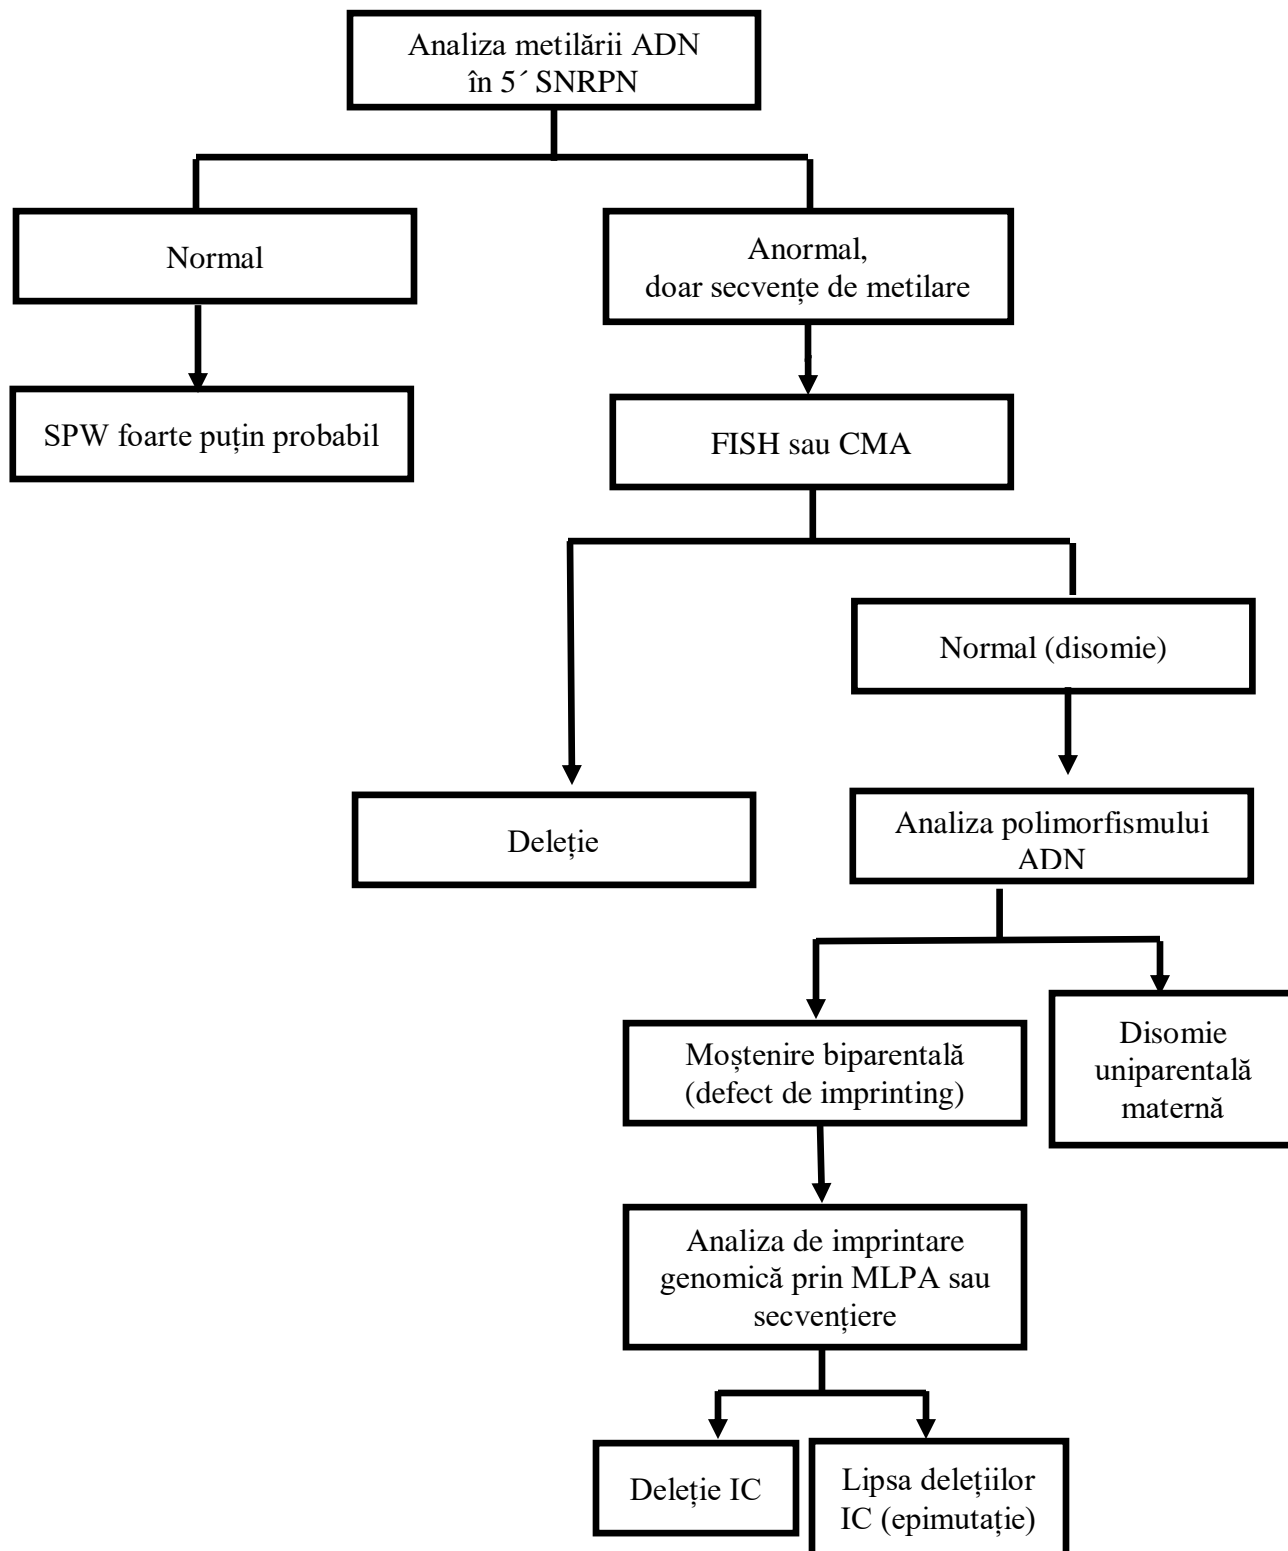 Analiza metilării ADN
în 5´ SNRPN
Normal
Anormal,
doar secvențe de metilare
SPW foarte puțin probabil
FISH sau CMA
Normal (disomie)
Deleție
Analiza polimorfismului
ADN
Moștenire biparentală
(defect de imprinting)
Disomie
uniparentală
maternă
Analiza de imprintare
genomică prin MLPA sau
secvențiere
Deleție IC
Lipsa delețiilor
IC (epimutație)